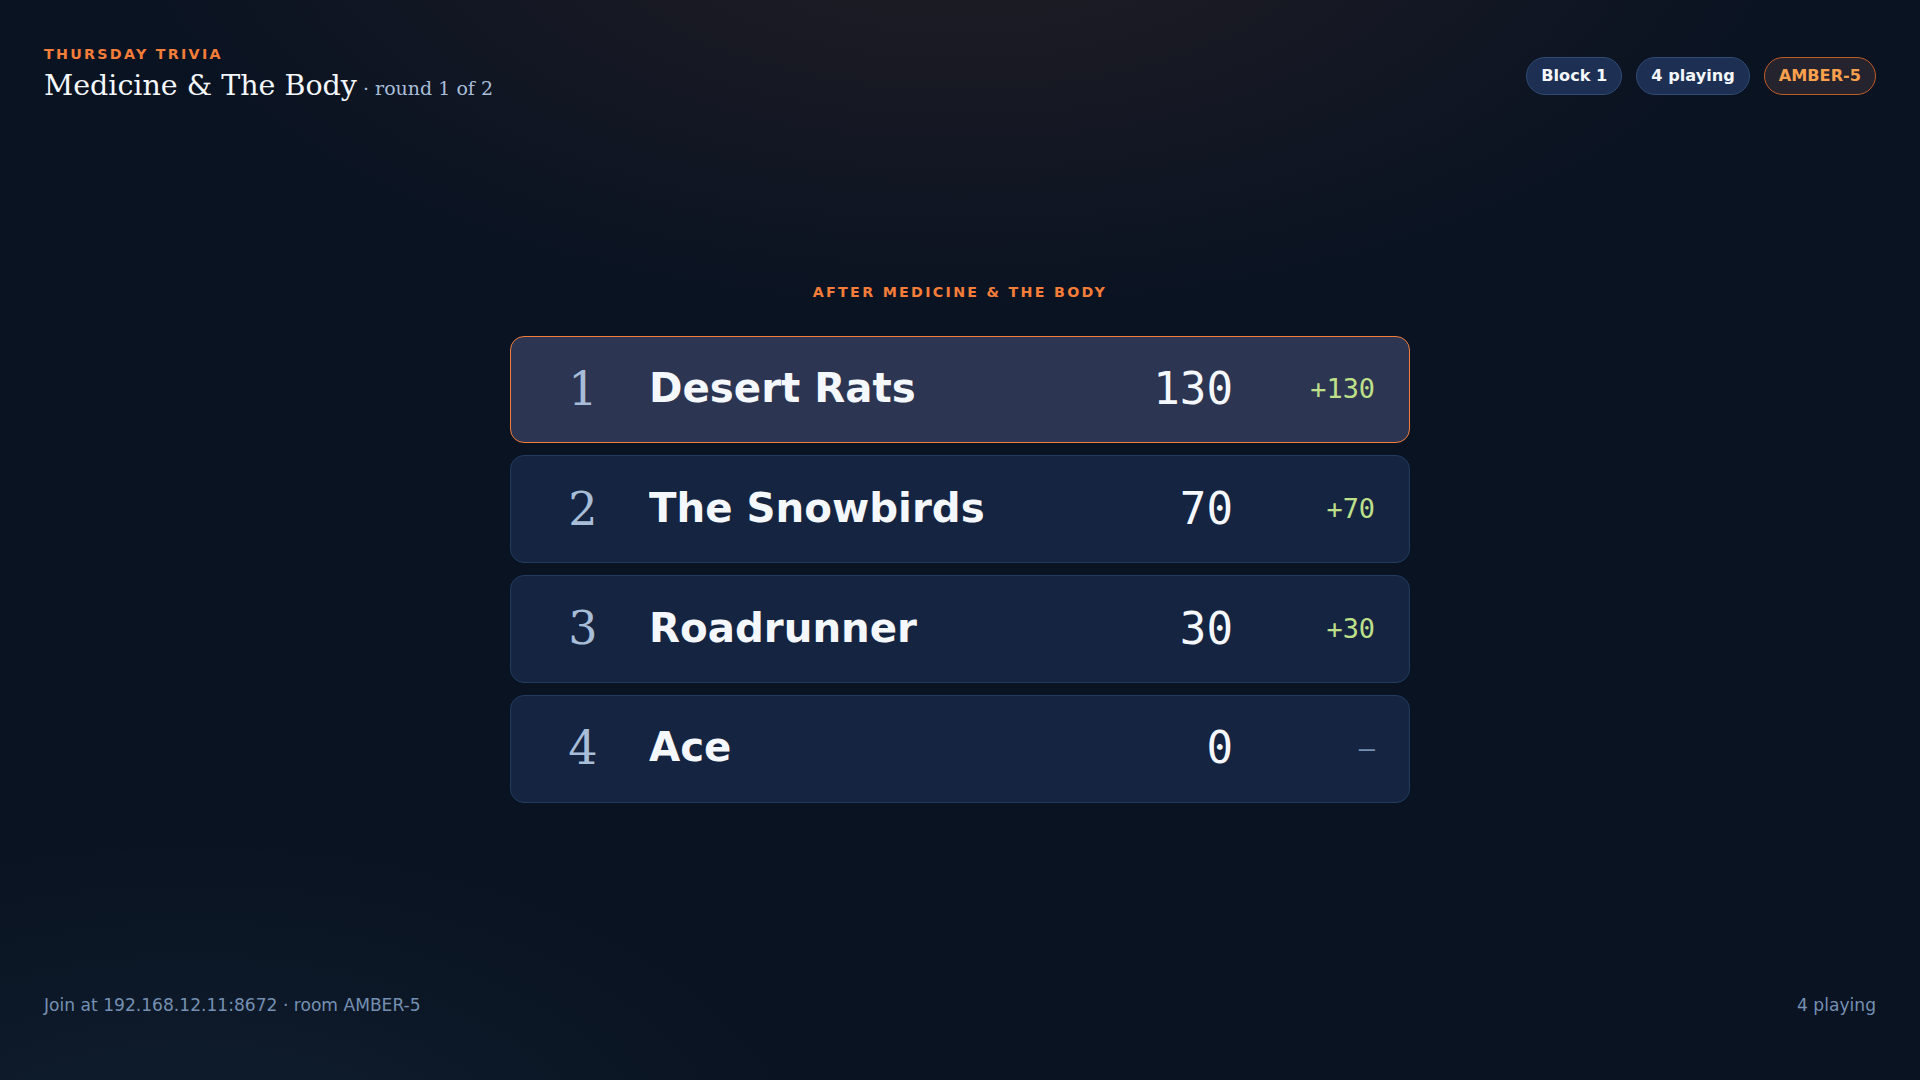 THURSDAY TRIVIA
Medicine & The Body · round 1 of 2
Block 1
4 playing
AMBER-5
AFTER MEDICINE & THE BODY
1 Desert Rats 130 +130
2 The Snowbirds 70 +70
3 Roadrunner 30 +30
4 Ace 0 –
Join at 192.168.12.11:8672 · room AMBER-5
4 playing